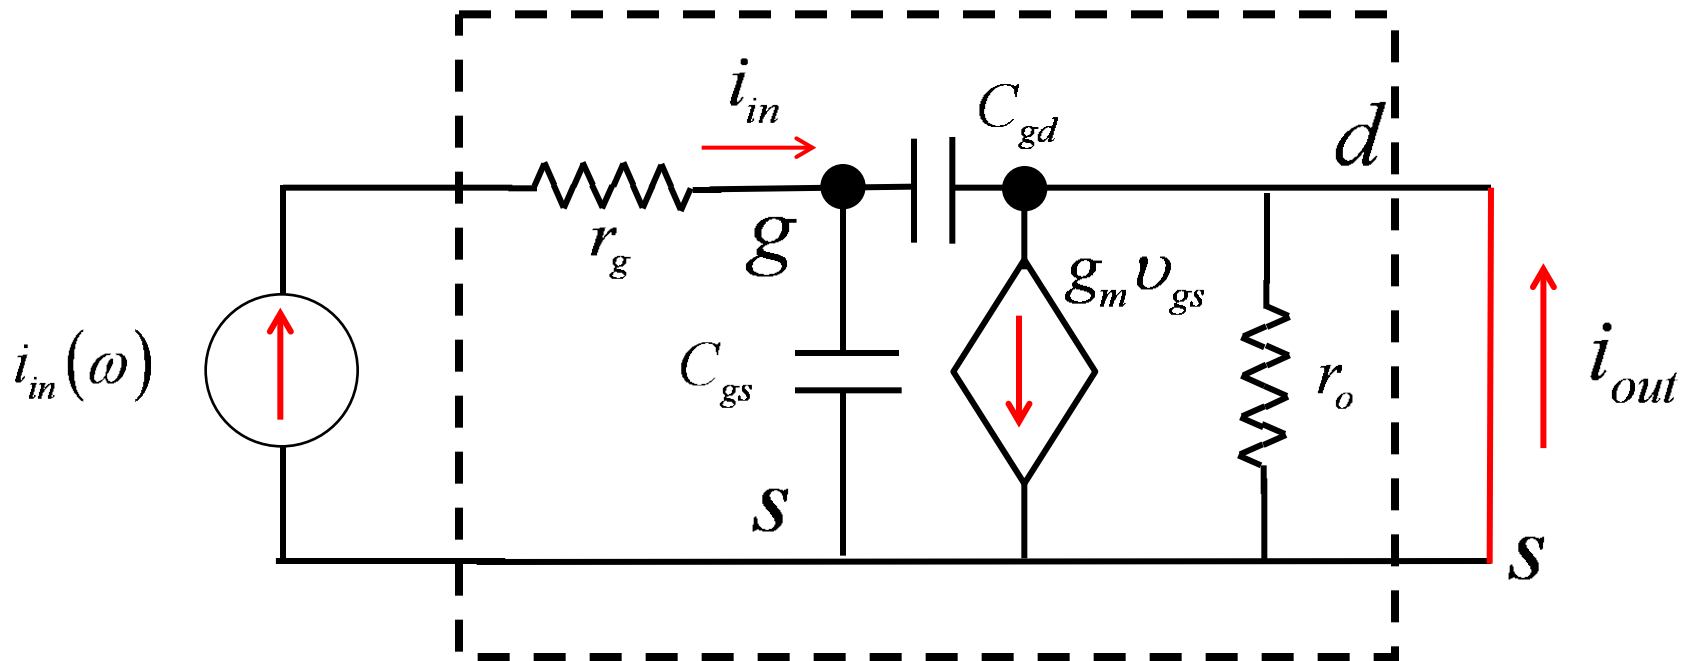 i_in
C_gd
d
r_g
g
g_m υ_gs
i_in(ω)
C_gs
r_o
i_out
s
s